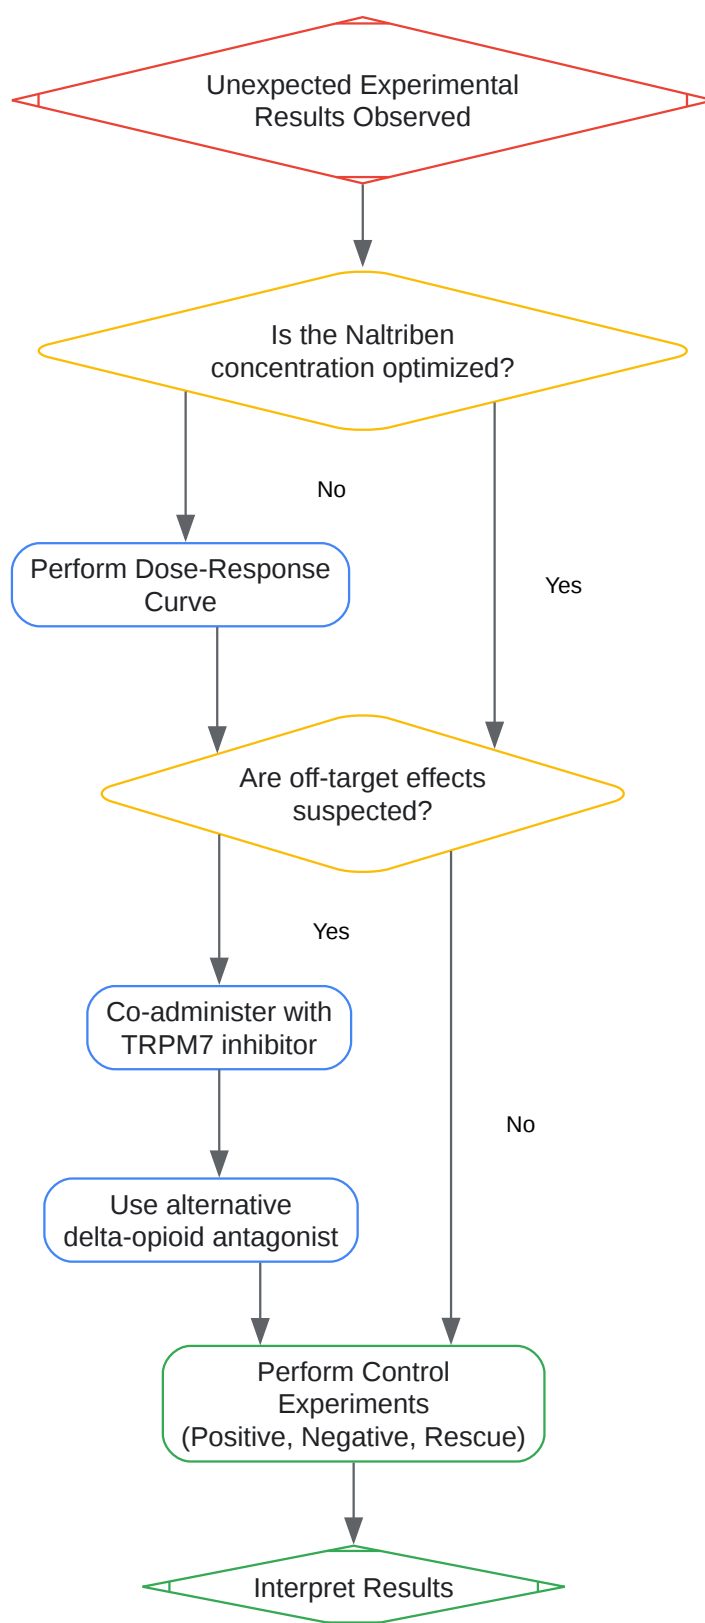 Unexpected Experimental
Results Observed
Is the Naltriben
concentration optimized?
No
Perform Dose-Response
Curve
Yes
Are off-target effects
suspected?
Yes
Co-administer with
TRPM7 inhibitor
No
Use alternative
delta-opioid antagonist
Perform Control
Experiments
(Positive, Negative, Rescue)
Interpret Results